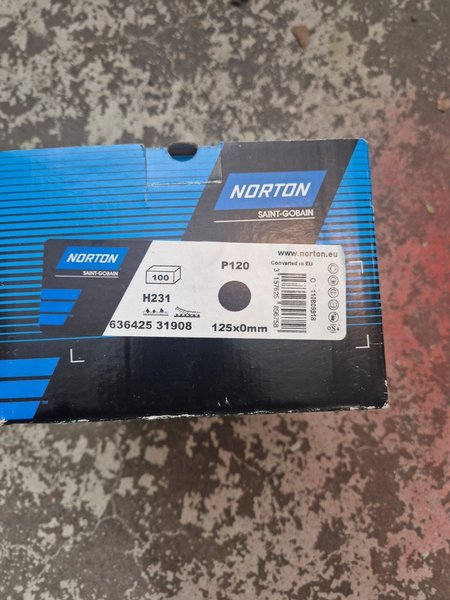 NORTON
SAINT-GOBAIN
NORTON
SAINT-GOBAIN
100
H231
636425 31908
P120
125x0mm
www.norton.eu
Converted in EU